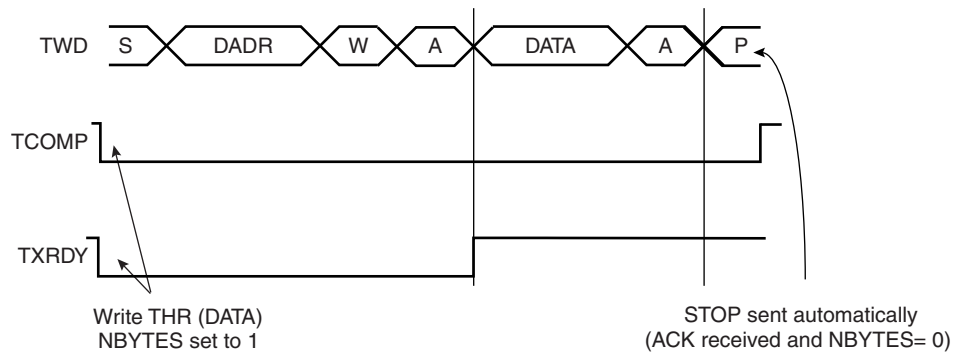 TWD S DADR W A DATA A P
TCOMP
TXRDY
Write THR (DATA)
NBYTES set to 1
STOP sent automatically
(ACK received and NBYTES= 0)